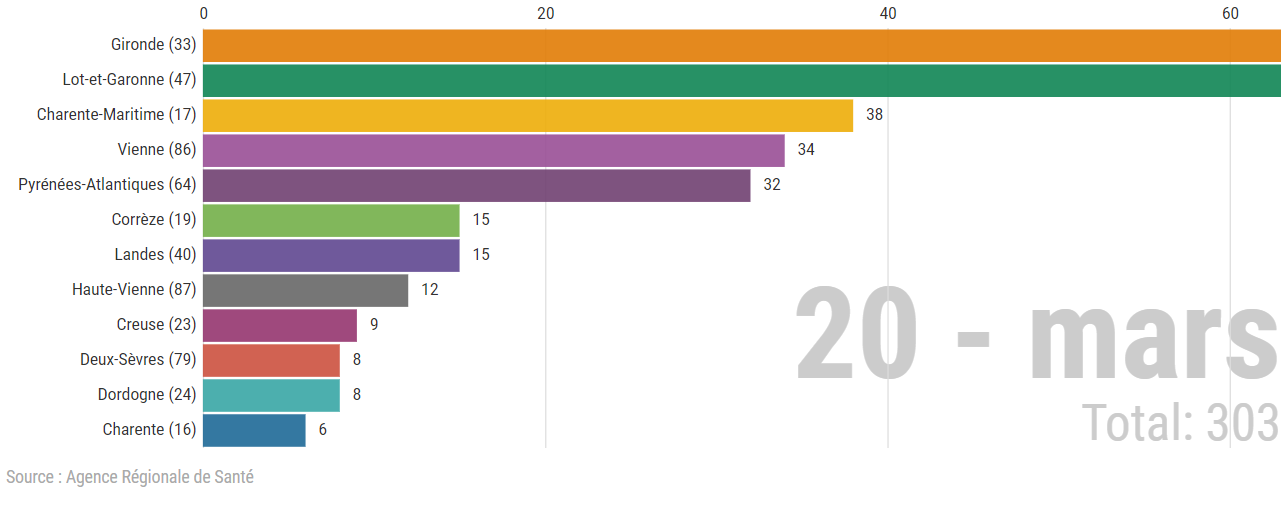 0 20 40 60
Gironde (33)
Lot-et-Garonne (47)
Charente-Maritime (17) 38
Vienne (86) 34
Pyrénées-Atlantiques (64) 32
Corrèze (19) 15
Landes (40) 15
Haute-Vienne (87) 12
Creuse (23) 9
Deux-Sèvres (79) 8
Dordogne (24) 8
Charente (16) 6
20 - mars
Total: 303
Source : Agence Régionale de Santé